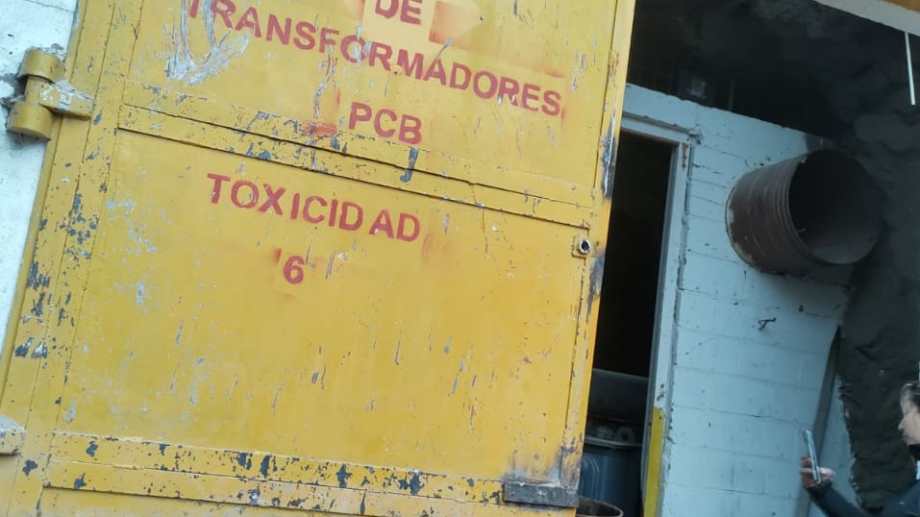 DE
TRANSFORMADORES
PCB
TOXICIDAD
6